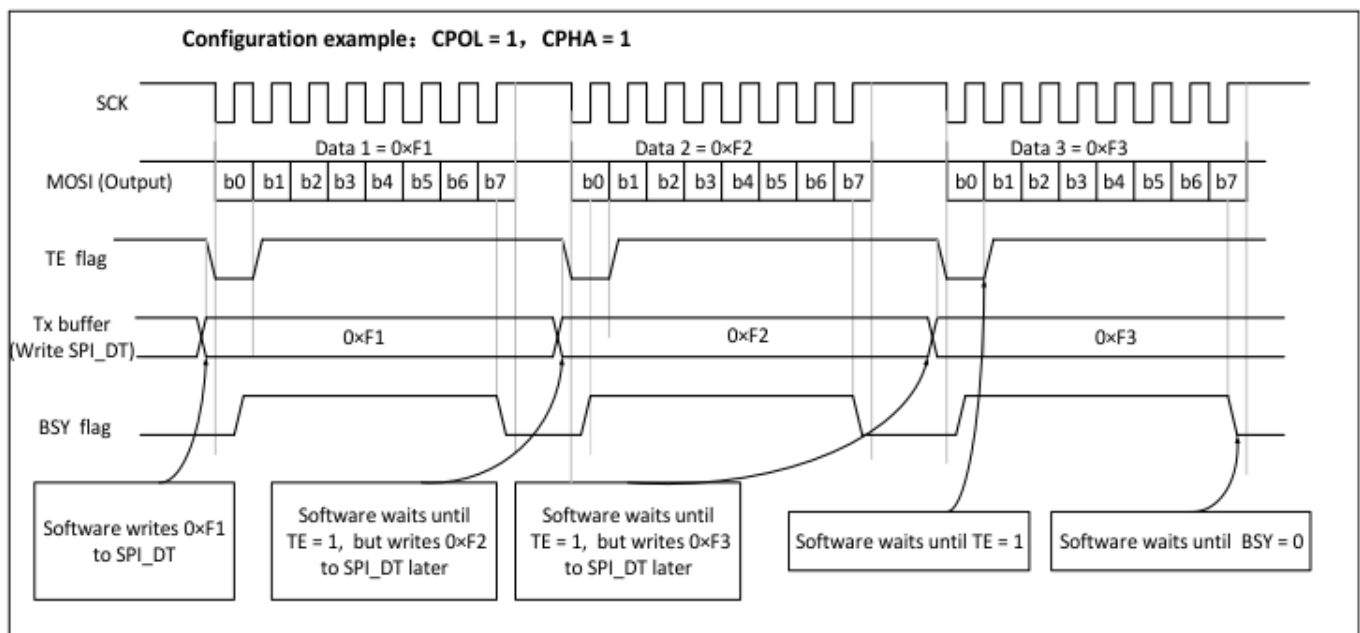 Configuration example： CPOL = 1， CPHA = 1
SCK
Data 1 = 0×F1 Data 2 = 0×F2 Data 3 = 0×F3
MOSI (Output) b0 b1 b2 b3 b4 b5 b6 b7 b0 b1 b2 b3 b4 b5 b6 b7 b0 b1 b2 b3 b4 b5 b6 b7
TE flag
Tx buffer
(Write SPI_DT) 0×F1 0×F2 0×F3
BSY flag
Software writes 0×F1
to SPI_DT
Software waits until
TE = 1, but writes 0×F2
to SPI_DT later
Software waits until
TE = 1, but writes 0×F3
to SPI_DT later
Software waits until TE = 1
Software waits until BSY = 0